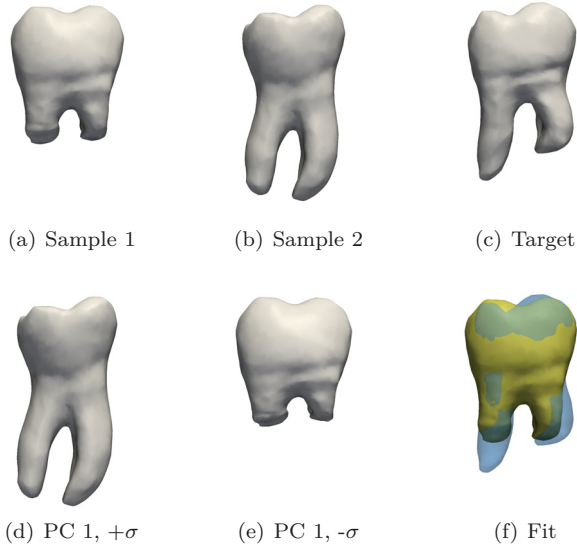 (a) Sample 1
(b) Sample 2
(c) Target
(d) PC 1, +σ
(e) PC 1, -σ
(f) Fit